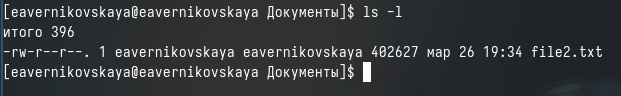 [eavernikovskaya@eavernikovskaya Документы]$ ls -l
итого 396
-rw-r--r--. 1 eavernikovskaya eavernikovskaya 402627 мар 26 19:34 file2.txt
[eavernikovskaya@eavernikovskaya Документы]$